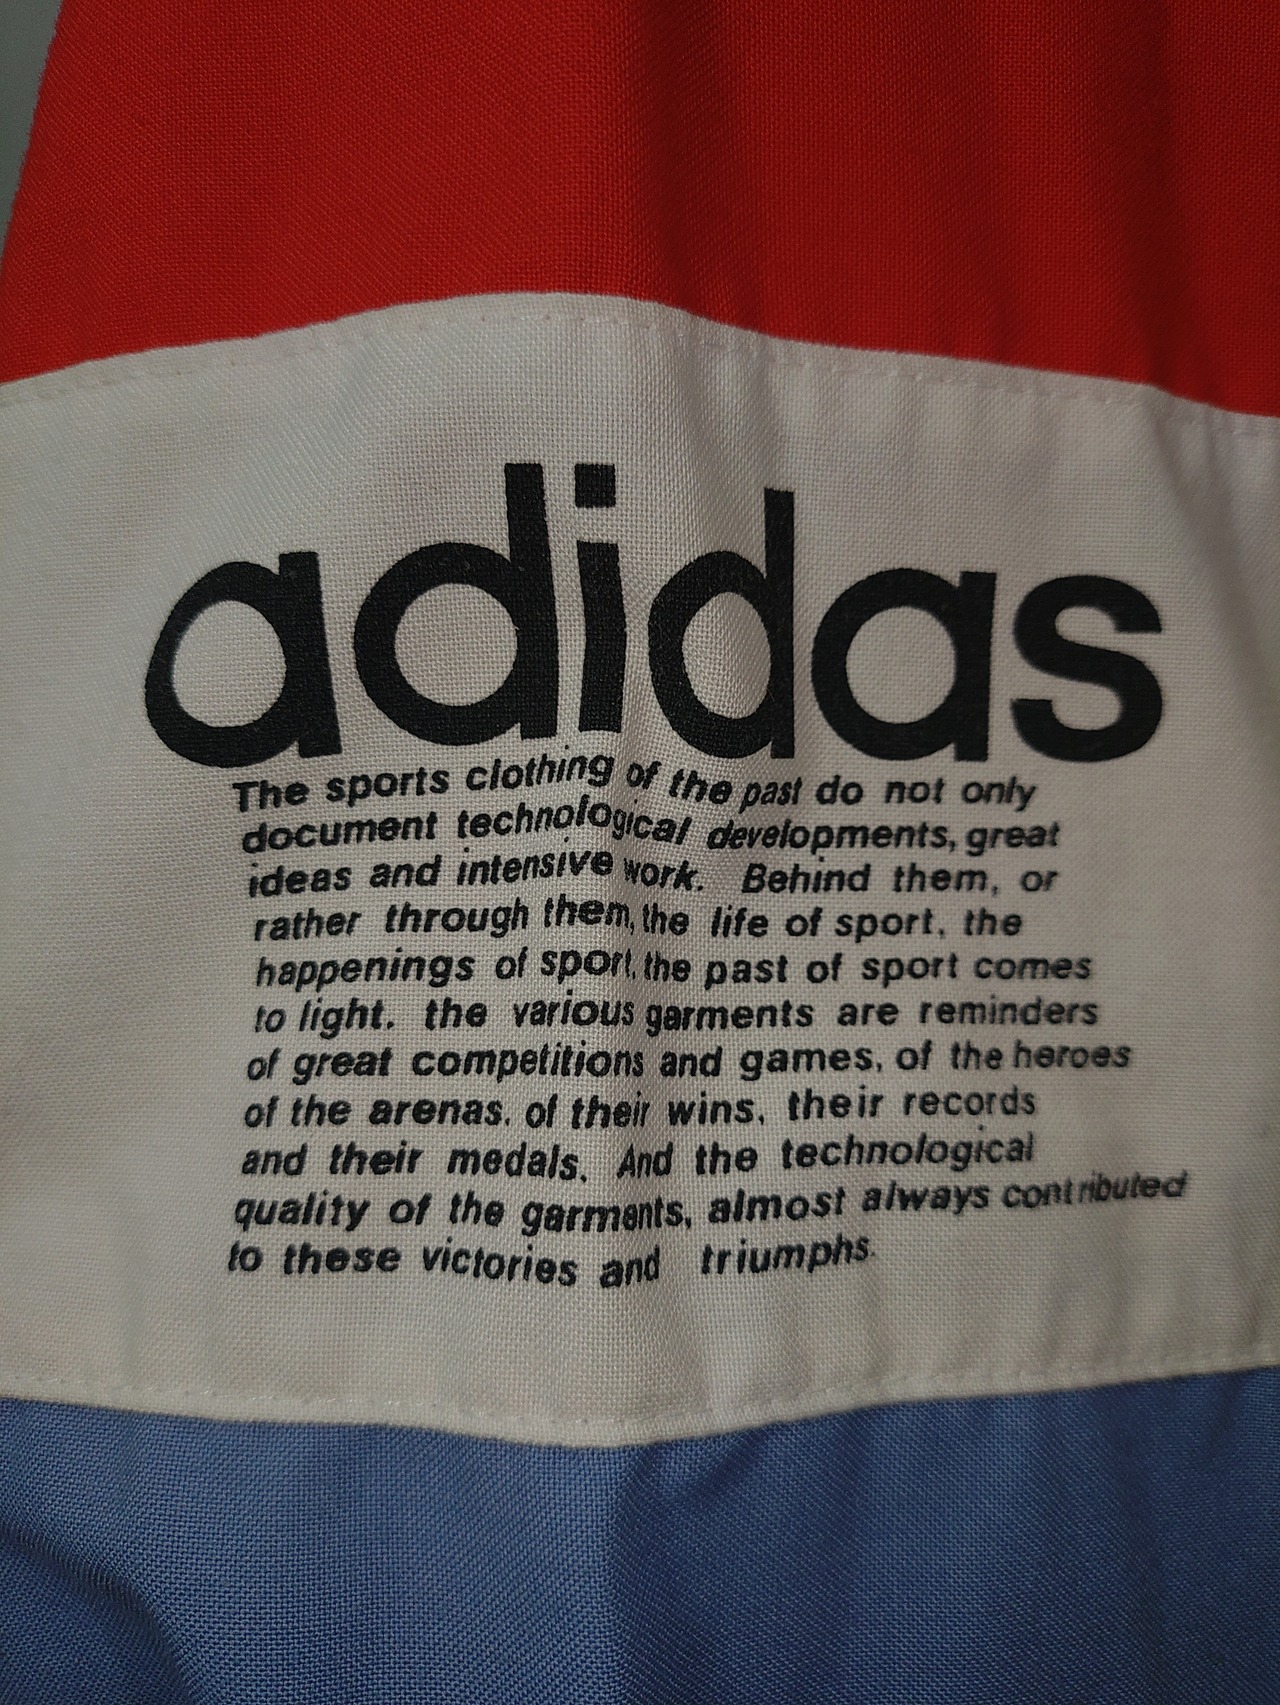 adidas
The sports clothing of the past do not only
document technological developments, great
ideas and intensive work. Behind them, or
rather through them, the life of sport, the
happenings of sport, the past of sport comes
to light. the various garments are reminders
of great competitions and games, of the heroes
of the arenas. of their wins, their records
and their medals. And the technological
quality of the garments, almost always contributed
to these victories and triumphs.